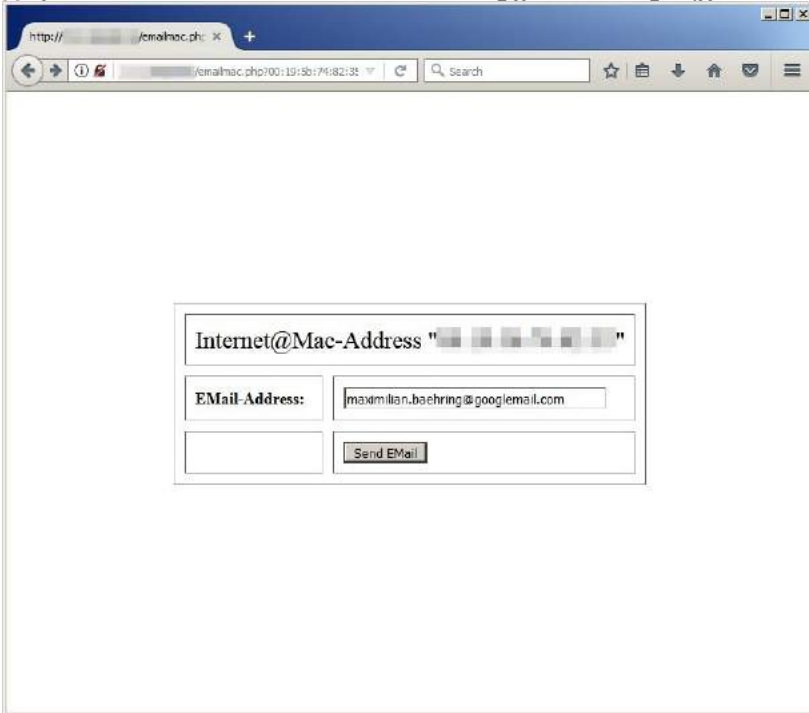 http:// /emailmac.ph:
/emailmac.php?00:19:5b:74:82:35
Search
Internet@Mac-Address " "
EMail-Address:
maximilian.baehring@googlemail.com
Send EMail